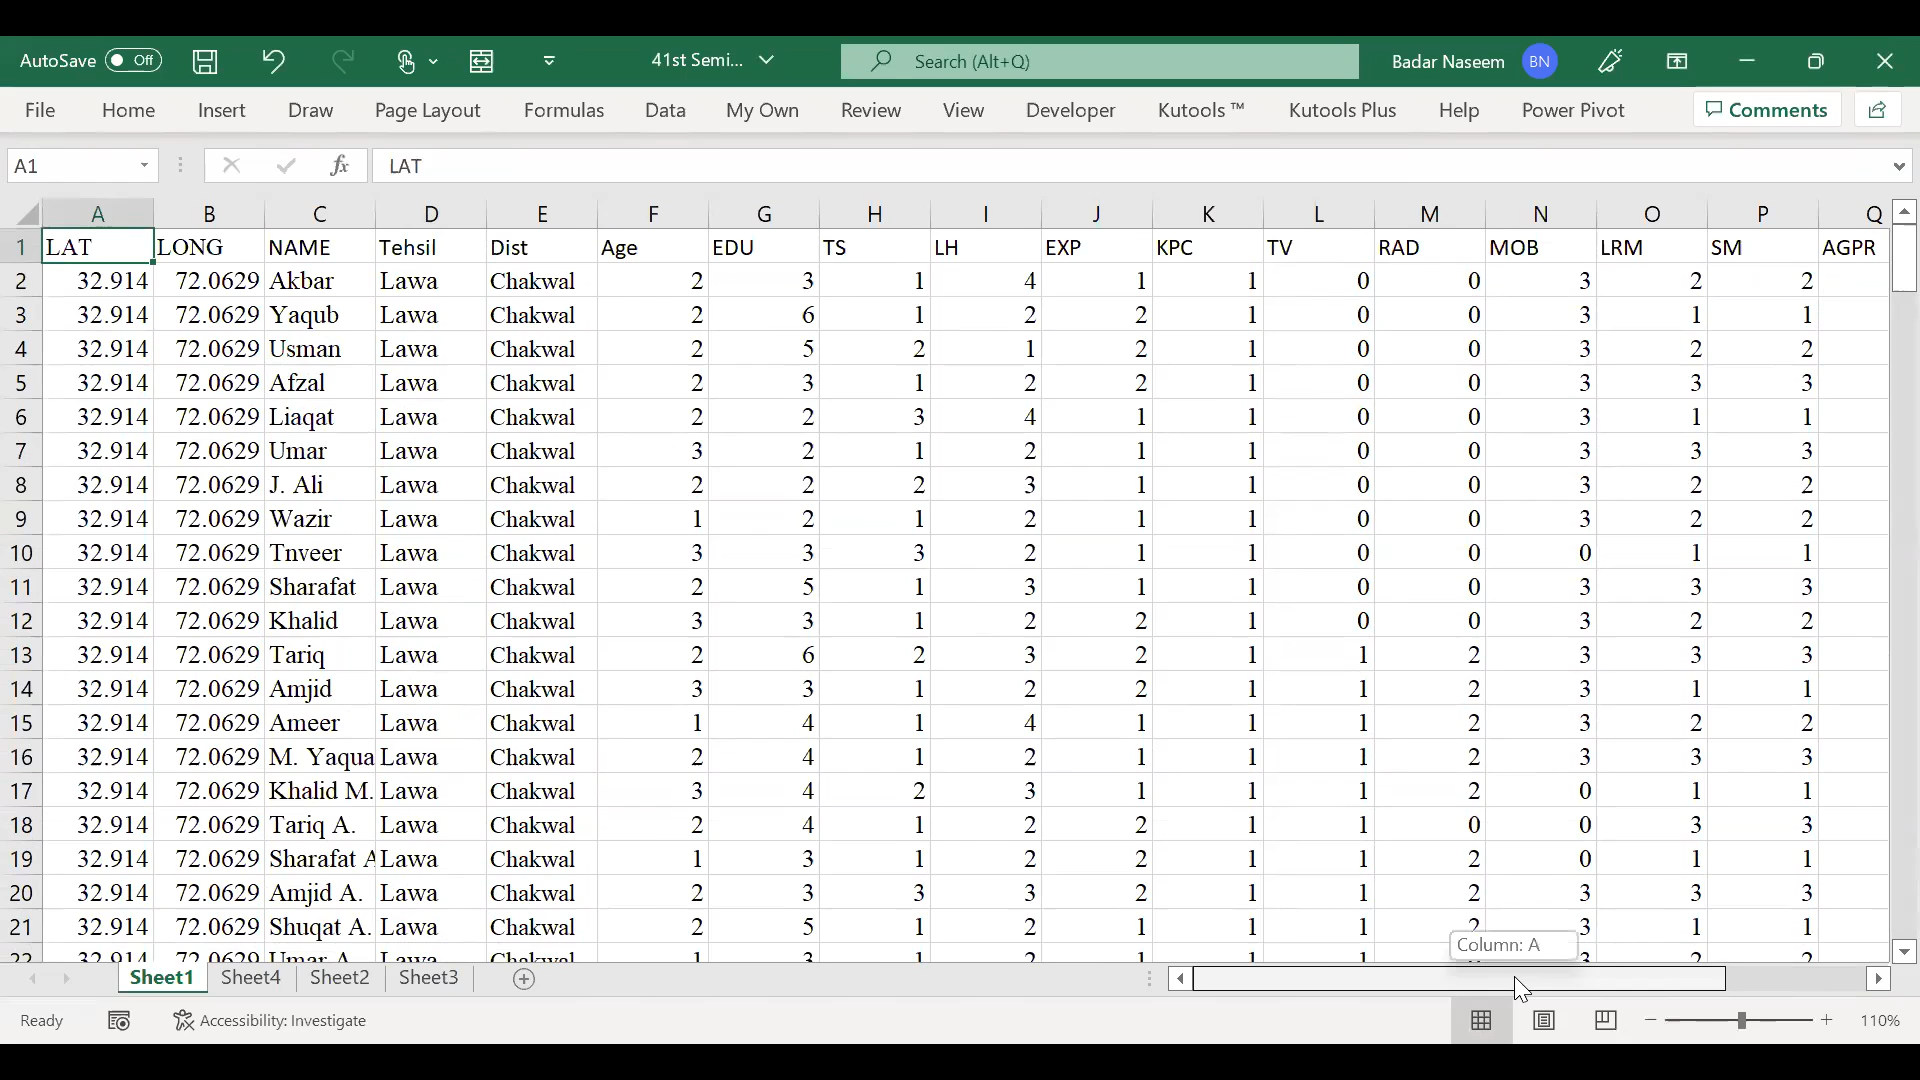 AutoSave Off 41st Semi... Search (Alt+Q) Badar Naseem BN
File Home Insert Draw Page Layout Formulas Data My Own Review View Developer Kutools ™ Kutools Plus Help Power Pivot Comments
A1 fx LAT
A B C D E F G H I J K L M N O P Q
1 LAT LONG NAME Tehsil Dist Age EDU TS LH EXP KPC TV RAD MOB LRM SM AGPR
2 32.914 72.0629 Akbar Lawa Chakwal 2 3 1 4 1 1 0 0 3 2 2
3 32.914 72.0629 Yaqub Lawa Chakwal 2 6 1 2 2 1 0 0 3 1 1
4 32.914 72.0629 Usman Lawa Chakwal 2 5 2 1 2 1 0 0 3 2 2
5 32.914 72.0629 Afzal Lawa Chakwal 2 3 1 2 2 1 0 0 3 3 3
6 32.914 72.0629 Liaqat Lawa Chakwal 2 2 3 4 1 1 0 0 3 1 1
7 32.914 72.0629 Umar Lawa Chakwal 3 2 1 2 1 1 0 0 3 3 3
8 32.914 72.0629 J. Ali Lawa Chakwal 2 2 2 3 1 1 0 0 3 2 2
9 32.914 72.0629 Wazir Lawa Chakwal 1 2 1 2 1 1 0 0 3 2 2
10 32.914 72.0629 Tnveer Lawa Chakwal 3 3 3 2 1 1 0 0 0 1 1
11 32.914 72.0629 Sharafat Lawa Chakwal 2 5 1 3 1 1 0 0 3 3 3
12 32.914 72.0629 Khalid Lawa Chakwal 3 3 1 2 2 1 0 0 3 2 2
13 32.914 72.0629 Tariq Lawa Chakwal 2 6 2 3 2 1 1 2 3 3 3
14 32.914 72.0629 Amjid Lawa Chakwal 3 3 1 2 2 1 1 2 3 1 1
15 32.914 72.0629 Ameer Lawa Chakwal 1 4 1 4 1 1 1 2 3 2 2
16 32.914 72.0629 M. Yaqua Lawa Chakwal 2 4 1 2 1 1 1 2 3 3 3
17 32.914 72.0629 Khalid M. Lawa Chakwal 3 4 2 3 1 1 1 2 0 1 1
18 32.914 72.0629 Tariq A. Lawa Chakwal 2 4 1 2 2 1 1 0 0 3 3
19 32.914 72.0629 Sharafat A Lawa Chakwal 1 3 1 2 2 1 1 2 0 1 1
20 32.914 72.0629 Amjid A. Lawa Chakwal 2 3 3 3 2 1 1 2 3 3 3
21 32.914 72.0629 Shuqat A. Lawa Chakwal 2 5 1 2 1 1 1 2 3 1 1
22 32.914 72.0629 Umar A Lawa Chakwal 1 3 1 2 1 1 1 3 2 2
Column: A
Sheet1 Sheet4 Sheet2 Sheet3
Ready Accessibility: Investigate 110%